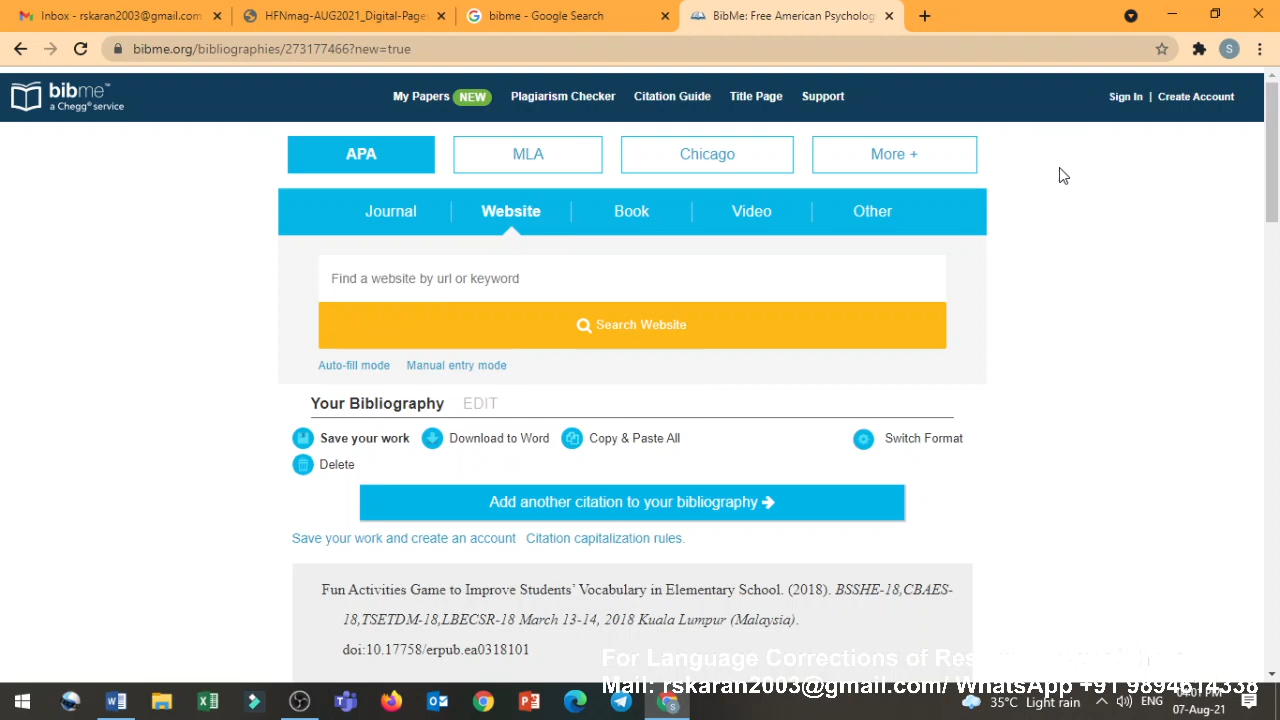 Inbox - rskaran2003@gmail.com
HFNmag-AUG2021_Digital-Page
bibme - Google Search
BibMe: Free American Psycholog
bibme.org/bibliographies/273177466?new=true
S
bibme™
a Chegg® service
My Papers NEW
Plagiarism Checker
Citation Guide
Title Page
Support
Sign In | Create Account
APA
MLA
Chicago
More +
Journal
Website
Book
Video
Other
Find a website by url or keyword
Search Website
Auto-fill mode
Manual entry mode
Your Bibliography EDIT
Save your work
Download to Word
Copy & Paste All
Switch Format
Delete
Add another citation to your bibliography
Save your work and create an account Citation capitalization rules.
Fun Activities Game to Improve Students’ Vocabulary in Elementary School. (2018). BSSHE-18,CBAES-
18,TSETDM-18,LBECSR-18 March 13-14, 2018 Kuala Lumpur (Malaysia).
doi:10.17758/erpub.ea0318101
For Language Corrections of Res
Mail: rskaran2003@gmail.com/ WhatsApp +91 9894614338
35°C Light rain
ENG
04:01 PM
07-Aug-21